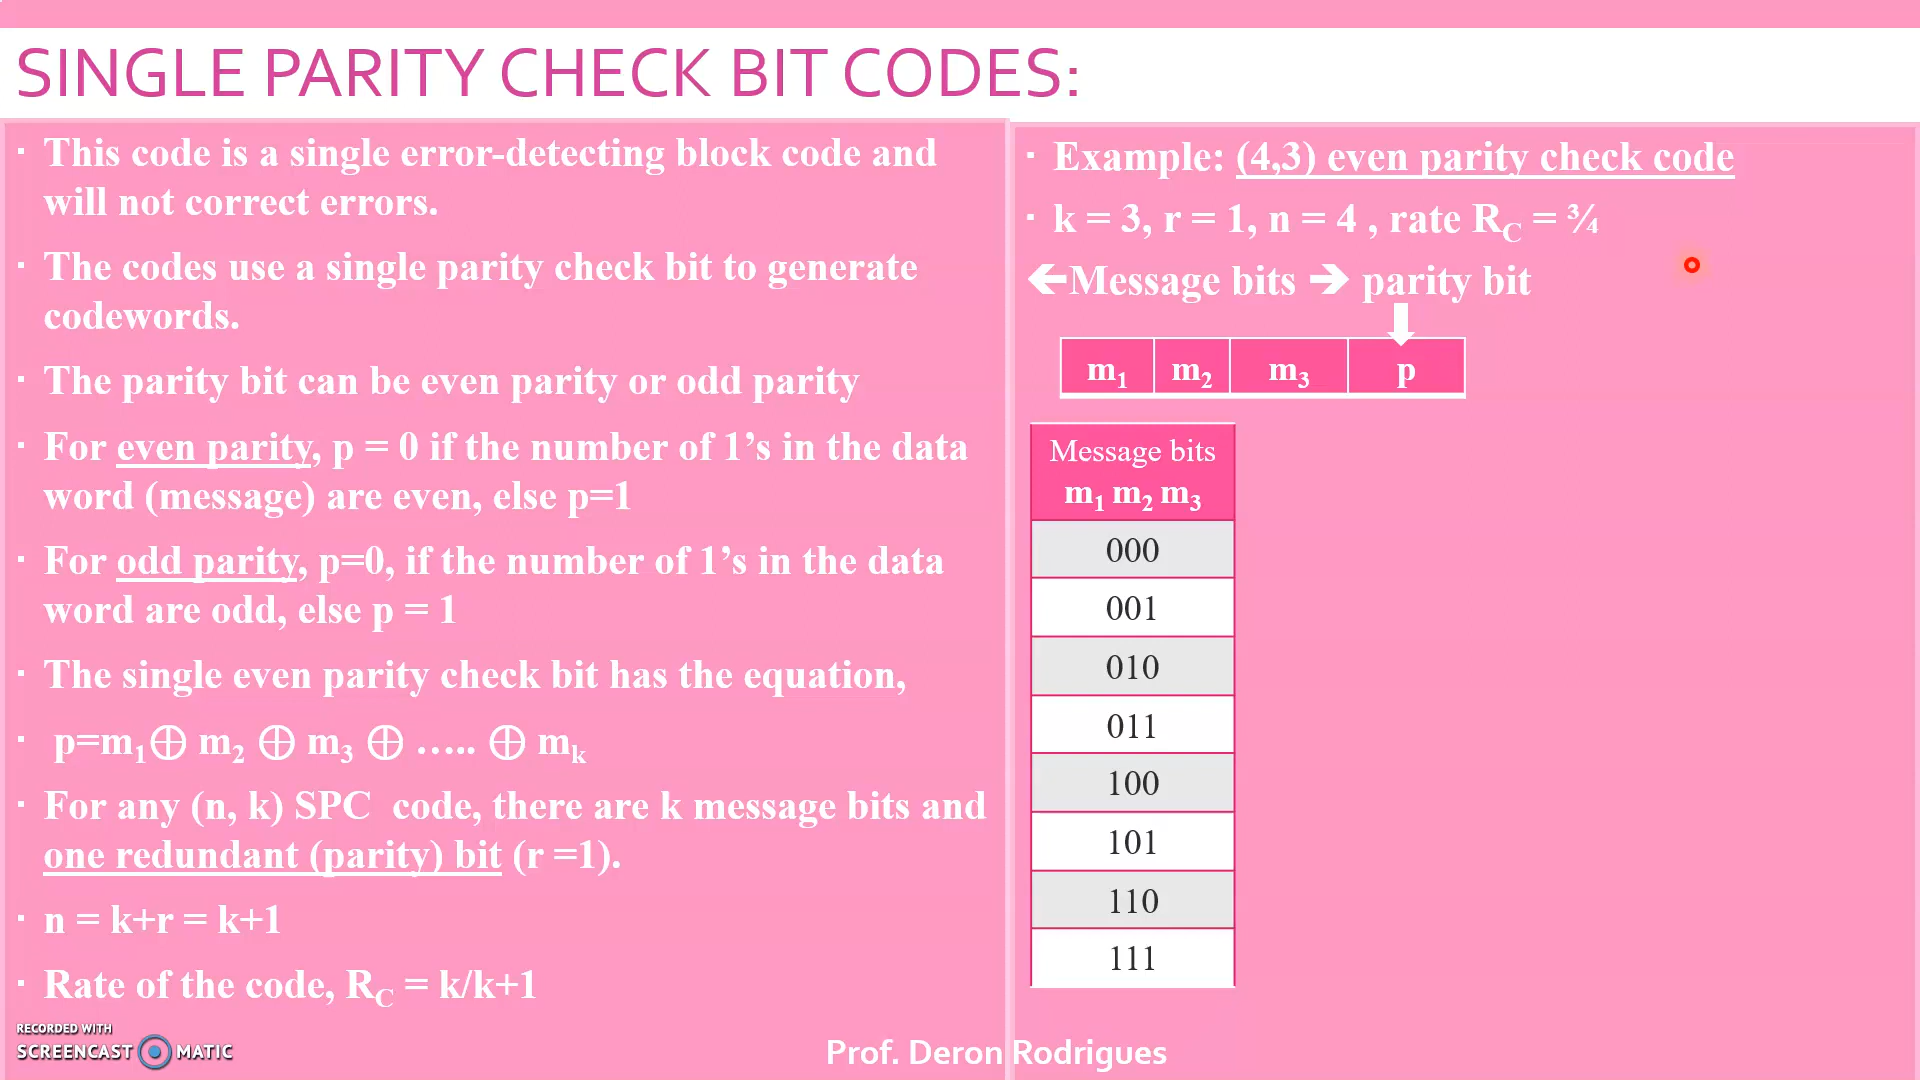 SINGLE PARITY CHECK BIT CODES:
· This code is a single error-detecting block code and
will not correct errors.
· The codes use a single parity check bit to generate
codewords.
· The parity bit can be even parity or odd parity
· For even parity, p = 0 if the number of 1’s in the data
word (message) are even, else p=1
· For odd parity, p=0, if the number of 1’s in the data
word are odd, else p = 1
· The single even parity check bit has the equation,
· p=m₁⊕ m₂ ⊕ m₃ ⊕ ….. ⊕ mₖ
· For any (n, k) SPC code, there are k message bits and
one redundant (parity) bit (r =1).
· n = k+r = k+1
· Rate of the code, R_C = k/k+1
· Example: (4,3) even parity check code
· k = 3, r = 1, n = 4 , rate R_C = ¾
🡸Message bits 🡺 parity bit
m₁ m₂ m₃ p
Message bits
m₁ m₂ m₃
000
001
010
011
100
101
110
111
RECORDED WITH
SCREENCAST MATIC
Prof. Deron Rodrigues